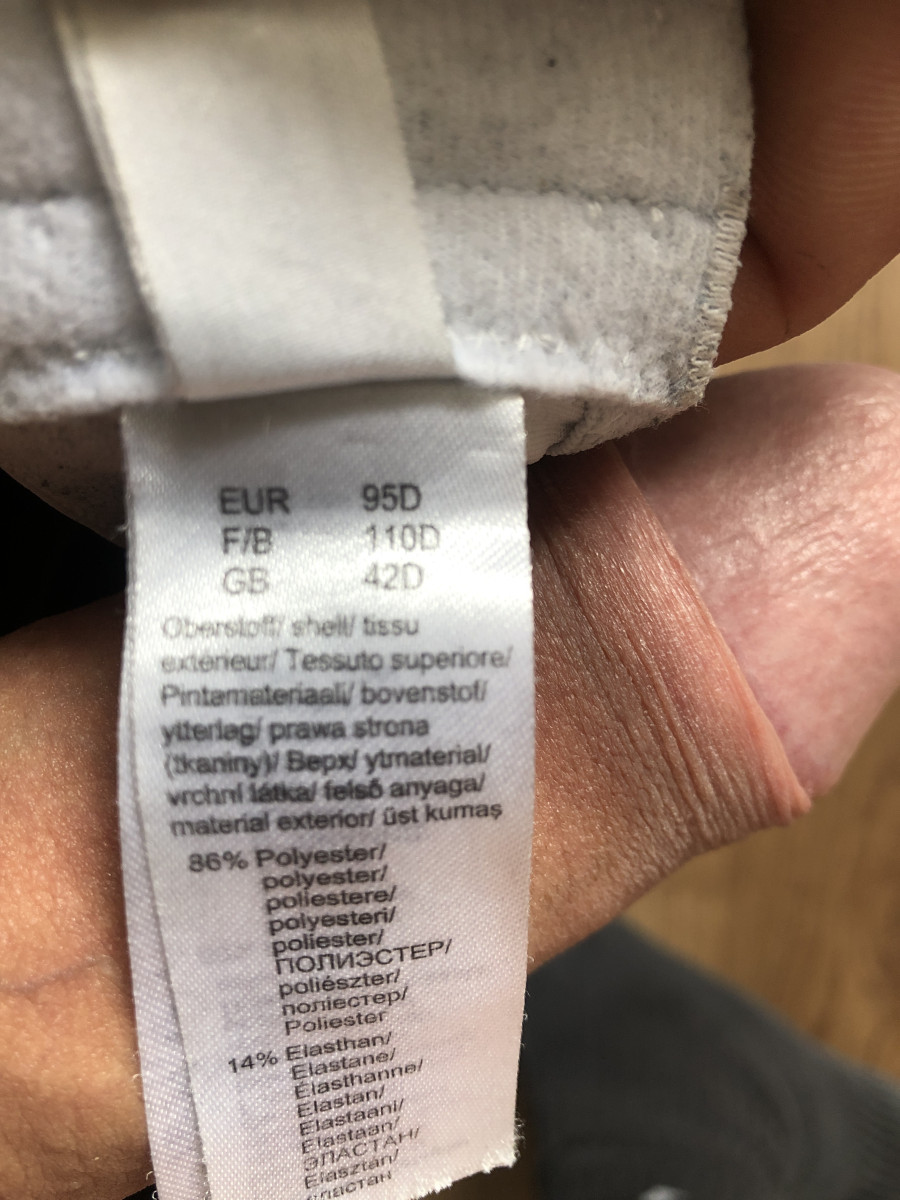 EUR 95D
F/B 110D
GB 42D
Oberstoff/ shell/ tissu
extérieur/ Tessuto superiore/
Pintamateriaali/ bovenstof/
ytterlag/ prawa strona
(tkaniny)/ Верх/ ytmaterial/
vrchní látka/ felső anyaga/
material exterior/ üst kumaş
86% Polyester/
polyester/
poliestere/
polyesteri/
poliester/
ПОЛИЭСТЕР/
poliészter/
поліестер/
Poliester
14% Elasthan/
Elastane/
Élasthanne/
Elastan/
Elastaani/
Elastaan/
ЭЛАСТАН/
Elasztán/